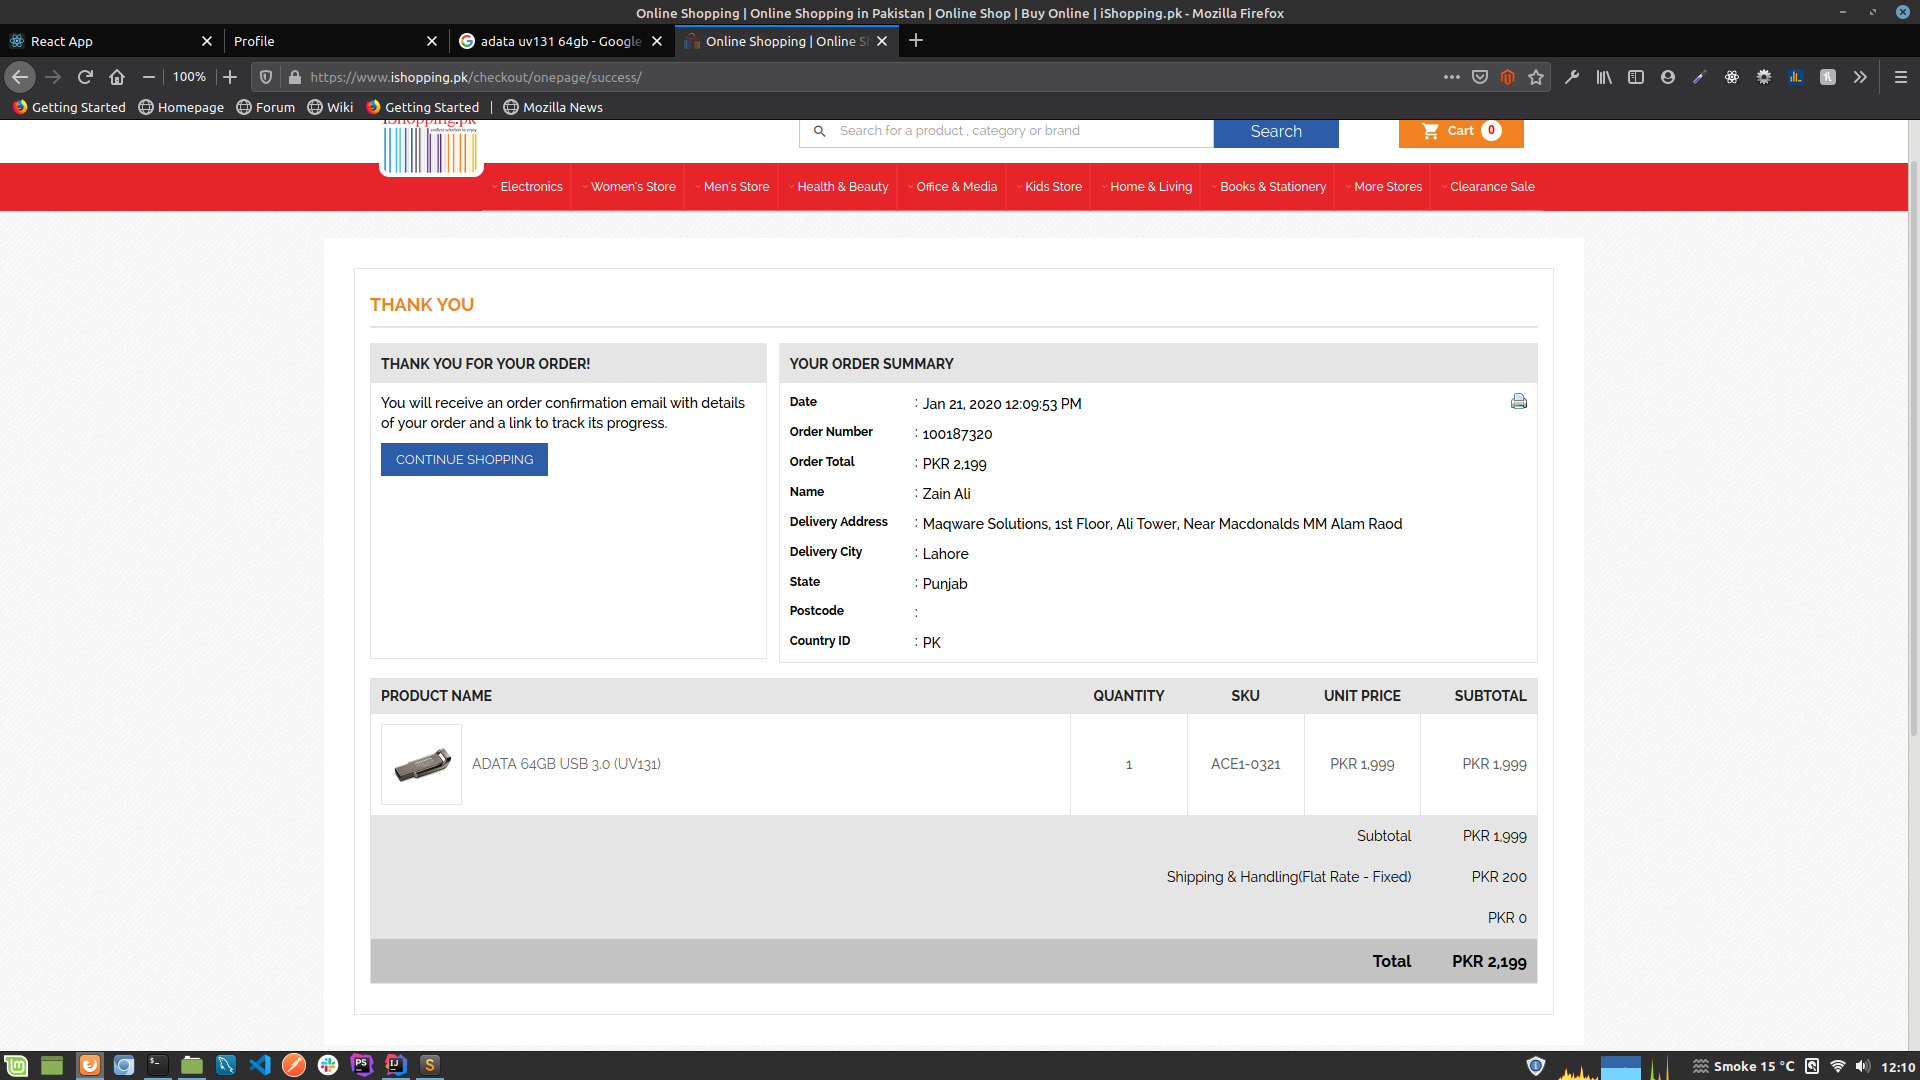 Online Shopping | Online Shopping in Pakistan | Online Shop | Buy Online | iShopping.pk - Mozilla Firefox
React App
Profile
adata uv131 64gb - Google
Online Shopping | Online S
100%
https://www.ishopping.pk/checkout/onepage/success/
Getting Started
Homepage
Forum
Wiki
Getting Started
Mozilla News
iShopping.pk
Search for a product , category or brand
Search
Cart 0
Electronics
Women's Store
Men's Store
Health & Beauty
Office & Media
Kids Store
Home & Living
Books & Stationery
More Stores
Clearance Sale
THANK YOU
THANK YOU FOR YOUR ORDER!
You will receive an order confirmation email with details
of your order and a link to track its progress.
CONTINUE SHOPPING
YOUR ORDER SUMMARY
Date : Jan 21, 2020 12:09:53 PM
Order Number : 100187320
Order Total : PKR 2,199
Name : Zain Ali
Delivery Address : Maqware Solutions, 1st Floor, Ali Tower, Near Macdonalds MM Alam Raod
Delivery City : Lahore
State : Punjab
Postcode :
Country ID : PK
PRODUCT NAME QUANTITY SKU UNIT PRICE SUBTOTAL
ADATA 64GB USB 3.0 (UV131) 1 ACE1-0321 PKR 1,999 PKR 1,999
Subtotal PKR 1,999
Shipping & Handling(Flat Rate - Fixed) PKR 200
PKR 0
Total PKR 2,199
Smoke 15 °C
12:10